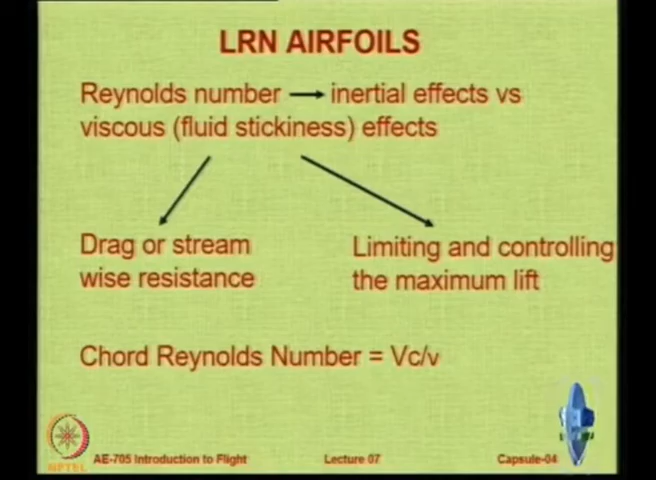 LRN AIRFOILS
Reynolds number → inertial effects vs
viscous (fluid stickiness) effects
Drag or stream
wise resistance
Limiting and controlling
the maximum lift
Chord Reynolds Number = Vc/v
NPTEL
AE-705 Introduction to Flight
Lecture 07
Capsule-04